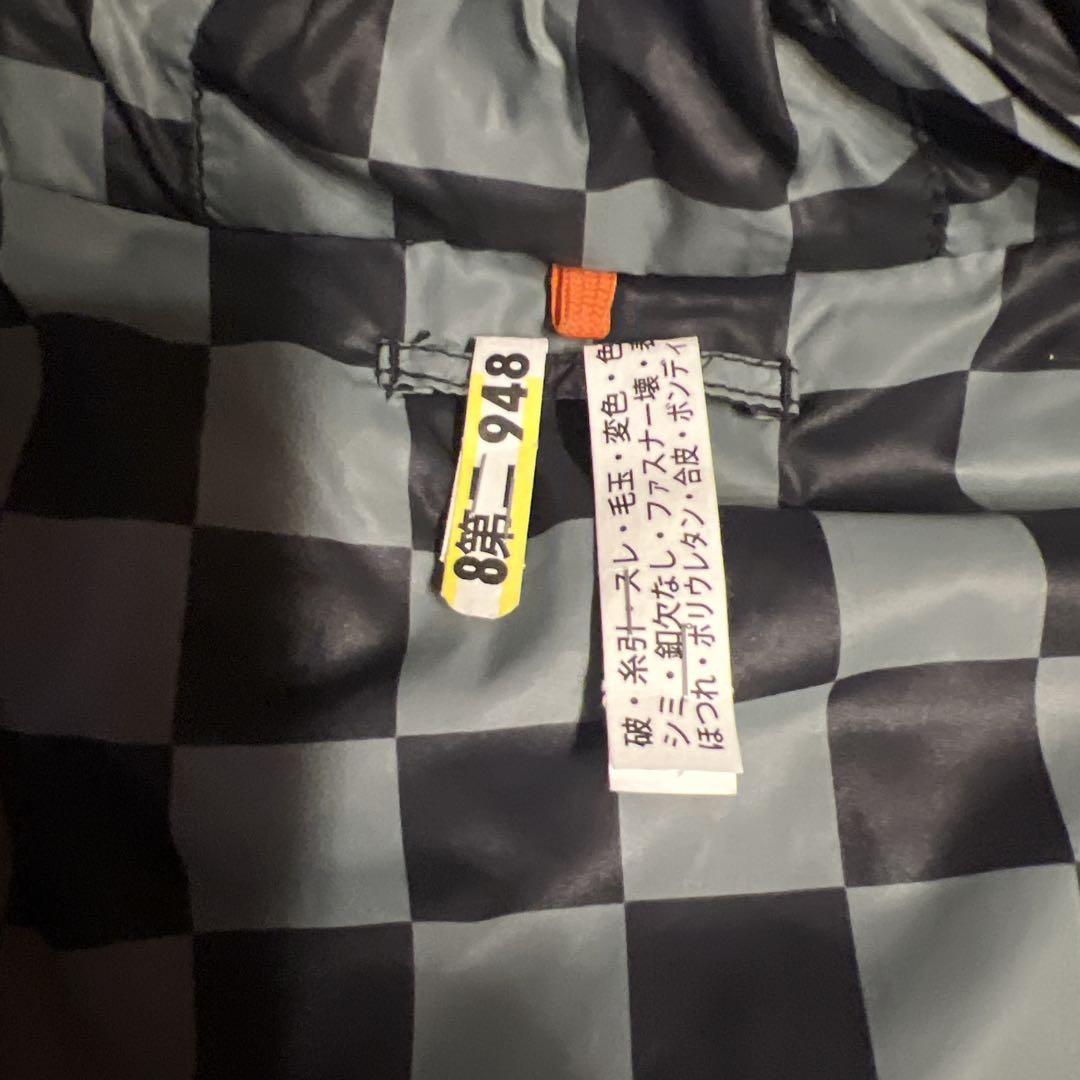 8第二 948
破・糸引・スレ・毛玉・変色・色
シミ・釦欠なし・ファスナー壊・
ほつれ・ポリウレタン・合皮・ボンディ